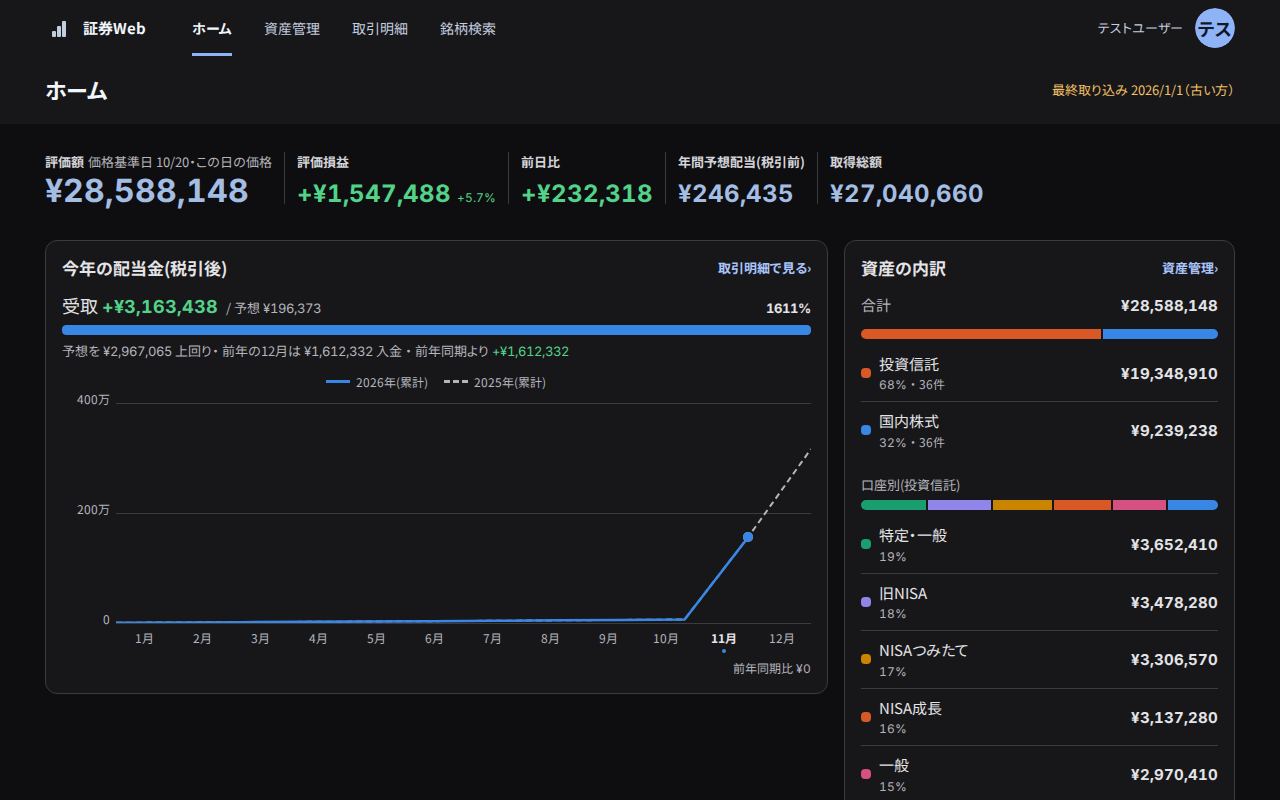 証券Web ホーム 資産管理 取引明細 銘柄検索 テストユーザー テス
ホーム 最終取り込み 2026/1/1(古い方)
評価額 価格基準日 10/20・この日の価格 評価損益 前日比 年間予想配当(税引前) 取得総額
¥28,588,148 +¥1,547,488 +5.7% +¥232,318 ¥246,435 ¥27,040,660
今年の配当金(税引後) 取引明細で見る›
受取 +¥3,163,438 / 予想 ¥196,373 1611%
予想を ¥2,967,065 上回り・前年の12月は ¥1,612,332 入金・前年同期より +¥1,612,332
2026年(累計) 2025年(累計)
400万
200万
0
1月 2月 3月 4月 5月 6月 7月 8月 9月 10月 11月 12月
前年同期比 ¥0
資産の内訳 資産管理›
合計 ¥28,588,148
投資信託 ¥19,348,910
68%・36件
国内株式 ¥9,239,238
32%・36件
口座別(投資信託)
特定・一般 ¥3,652,410
19%
旧NISA ¥3,478,280
18%
NISAつみたて ¥3,306,570
17%
NISA成長 ¥3,137,280
16%
一般 ¥2,970,410
15%